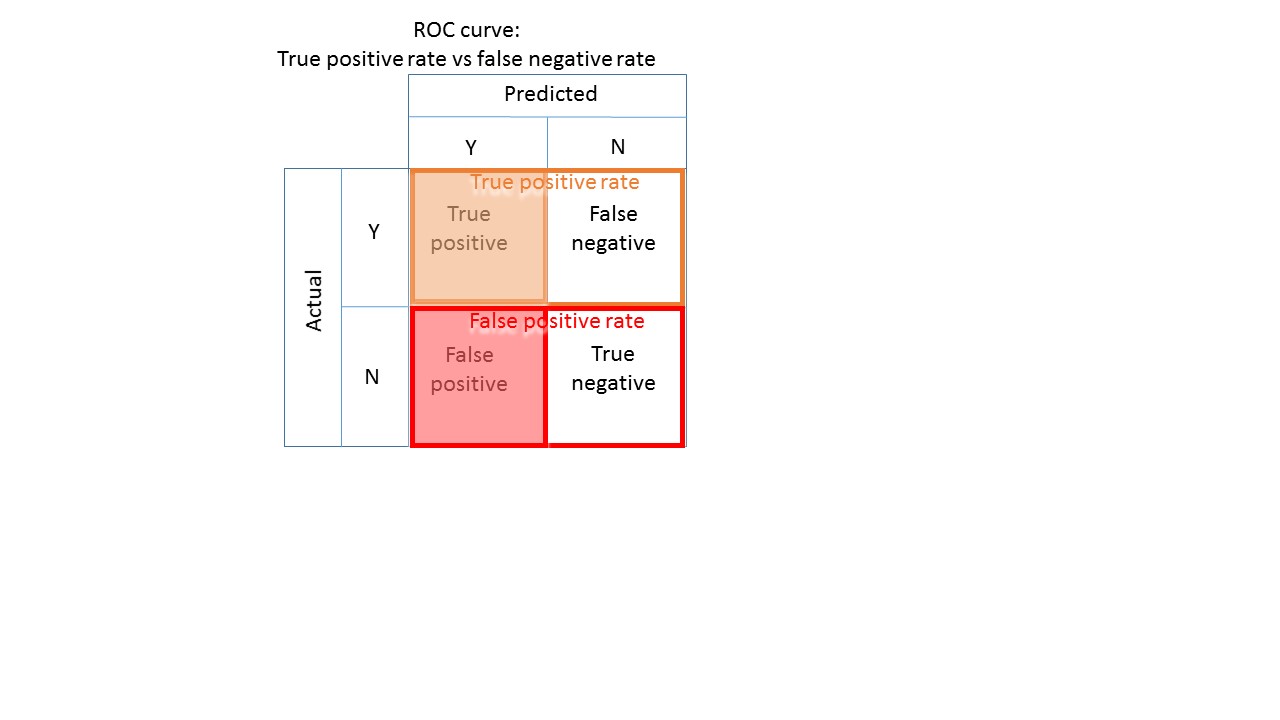 ROC curve:
True positive rate vs false negative rate
Predicted
Y
N
Actual
Y
True positive rate
True
positive
False
negative
N
False positive rate
False
positive
True
negative